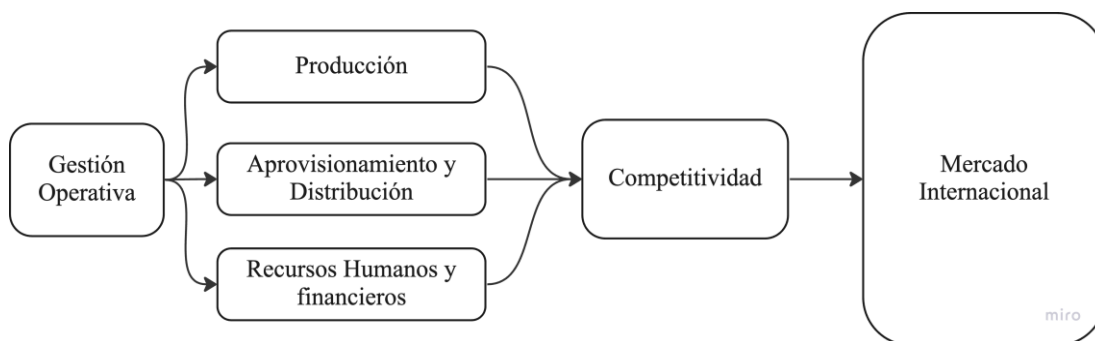 Gestión
Operativa
Producción
Aprovisionamiento y
Distribución
Recursos Humanos y
financieros
Competitividad
Mercado
Internacional
miro